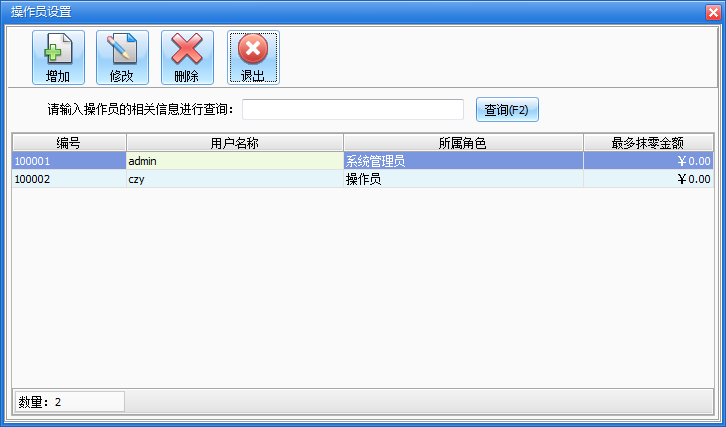 操作员设置
增加 修改 删除 退出
请输入操作员的相关信息进行查询： 查询(F2)
编号 用户名称 所属角色 最多抹零金额
100001 admin 系统管理员 ￥0.00
100002 czy 操作员 ￥0.00
数量：2